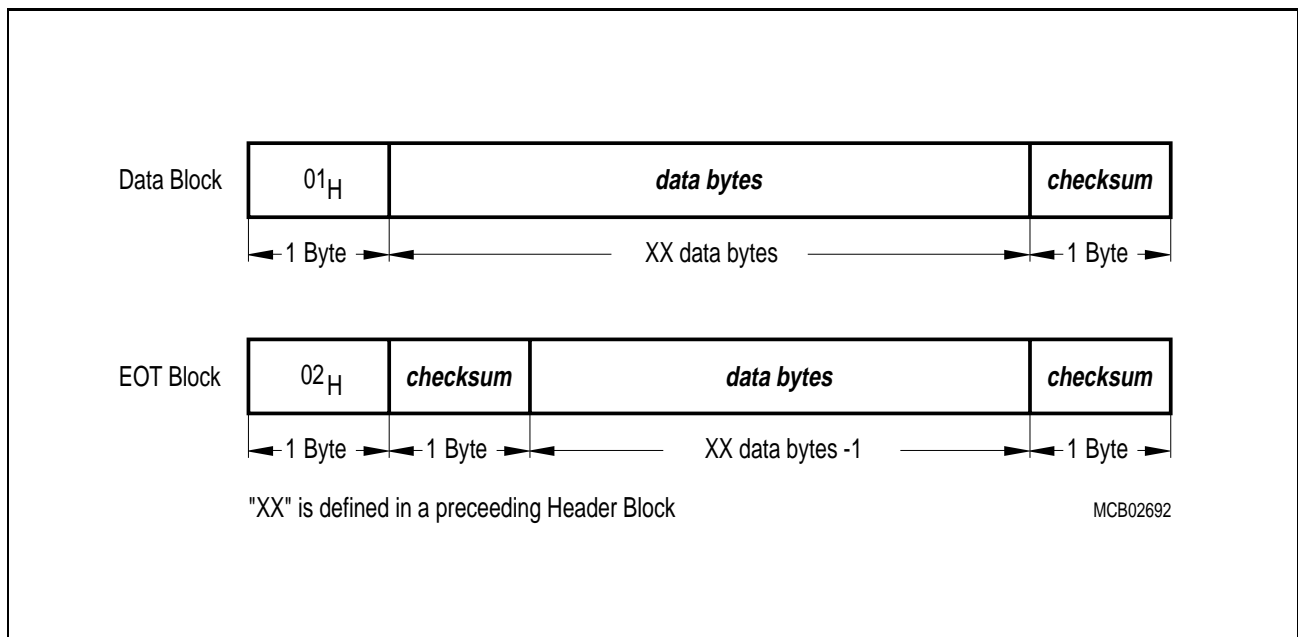 Data Block 01H data bytes checksum
1 Byte XX data bytes 1 Byte
EOT Block 02H checksum data bytes checksum
1 Byte 1 Byte XX data bytes -1 1 Byte
"XX" is defined in a preceeding Header Block MCB02692